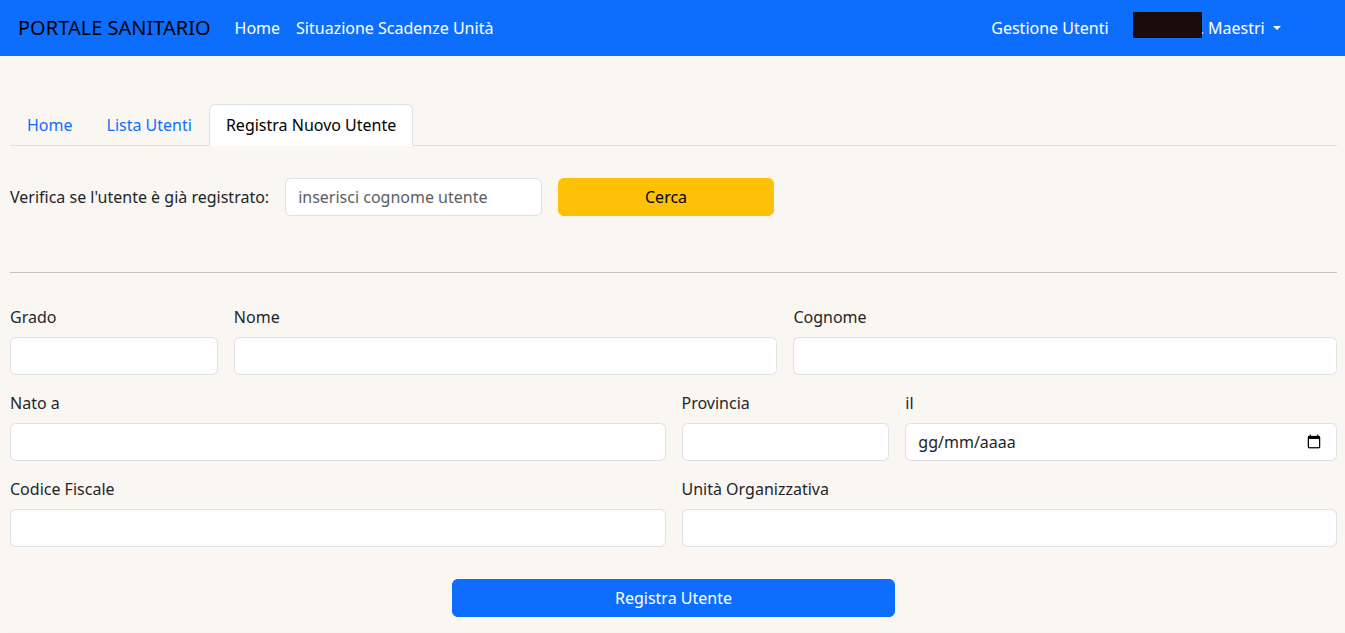 PORTALE SANITARIO Home Situazione Scadenze Unità Gestione Utenti Maestri
Home Lista Utenti Registra Nuovo Utente
Verifica se l'utente è già registrato: inserisci cognome utente Cerca
Grado Nome Cognome
Nato a Provincia il
gg/mm/aaaa
Codice Fiscale Unità Organizzativa
Registra Utente